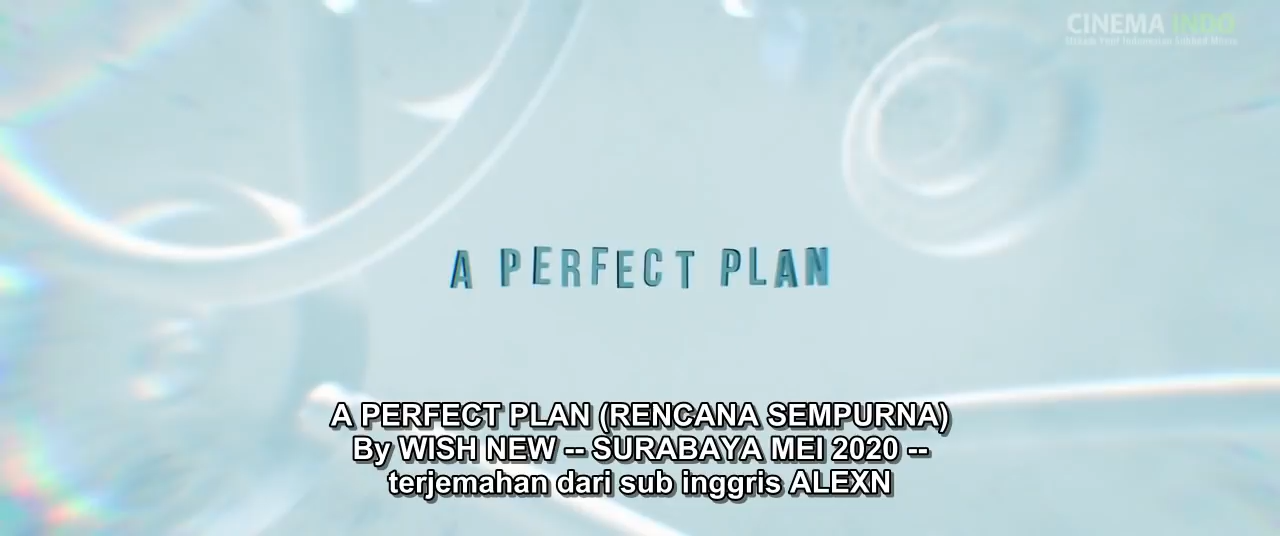 CINEMA INDO
A PERFECT PLAN
A PERFECT PLAN (RENCANA SEMPURNA)
By WISH NEW -- SURABAYA MEI 2020 --
terjemahan dari sub inggris ALEXN